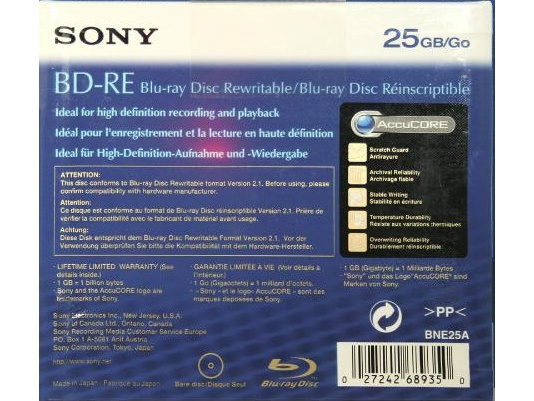 SONY
25GB/Go
BD-RE Blu-ray Disc Rewritable/Blu-ray Disc Réinscriptible
Ideal for high definition recording and playback
Idéal pour l'enregistrement et la lecture en haute définition
Ideal für High-Definition-Aufnahme und -Wiedergabe
AccuCORE
Scratch Guard
Antirayure
Archival Reliability
Archivage fiable
Stable Writing
Stabilité en écriture
Temperature Durability
Résiste aux variations thermiques
Overwriting Reliability
Durablement réinscriptible
ATTENTION:
This disc conforms to Blu-ray Disc Rewritable format Version 2.1. Before using, please
confirm compatibility with hardware manufacturer.
Attention:
Ce disque est conforme au format de Blu-ray Disc réinscriptible Version 2.1. Prière de
vérifier la compatibilité avec le fabricant de matériel avant usage.
Achtung:
Diese Disk entspricht dem Blu-ray Disc Rewritable Format Version 2.1. Vor der
Verwendung überprüfen Sie bitte die Kompatibilität mit dem Hardware-Hersteller.
· LIFETIME LIMITED WARRANTY (See
details inside.)
· 1 GB = 1 billion bytes
· Sony and the AccuCORE logo are
trademarks of Sony.
· GARANTIE LIMITÉE A VIE (Voir détails à
l'intérieur.)
· 1 Go (Gigaoctets) = 1 milliard d'octets.
· « Sony » et le logo « AccuCORE » sont des
marques déposées de Sony.
· 1 GB (Gigabyte) = 1 Milliarde Bytes
· "Sony" und das Logo "AccuCORE" sind
Marken von Sony.
Sony Electronics Inc., New Jersey, U.S.A.
Sony of Canada Ltd., Ontario, Canada
Sony Recording Media Customer Service Europe
PO. Box 1 A-5081 Anif Austria
Sony Corporation, Tokyo, Japan
http://www.sony.net
Made in Japan · Fabriqué au Japon
Bare disc/Disque Seul
Blu-ray Disc
>PP<
BNE25A
0 27242 68935 0